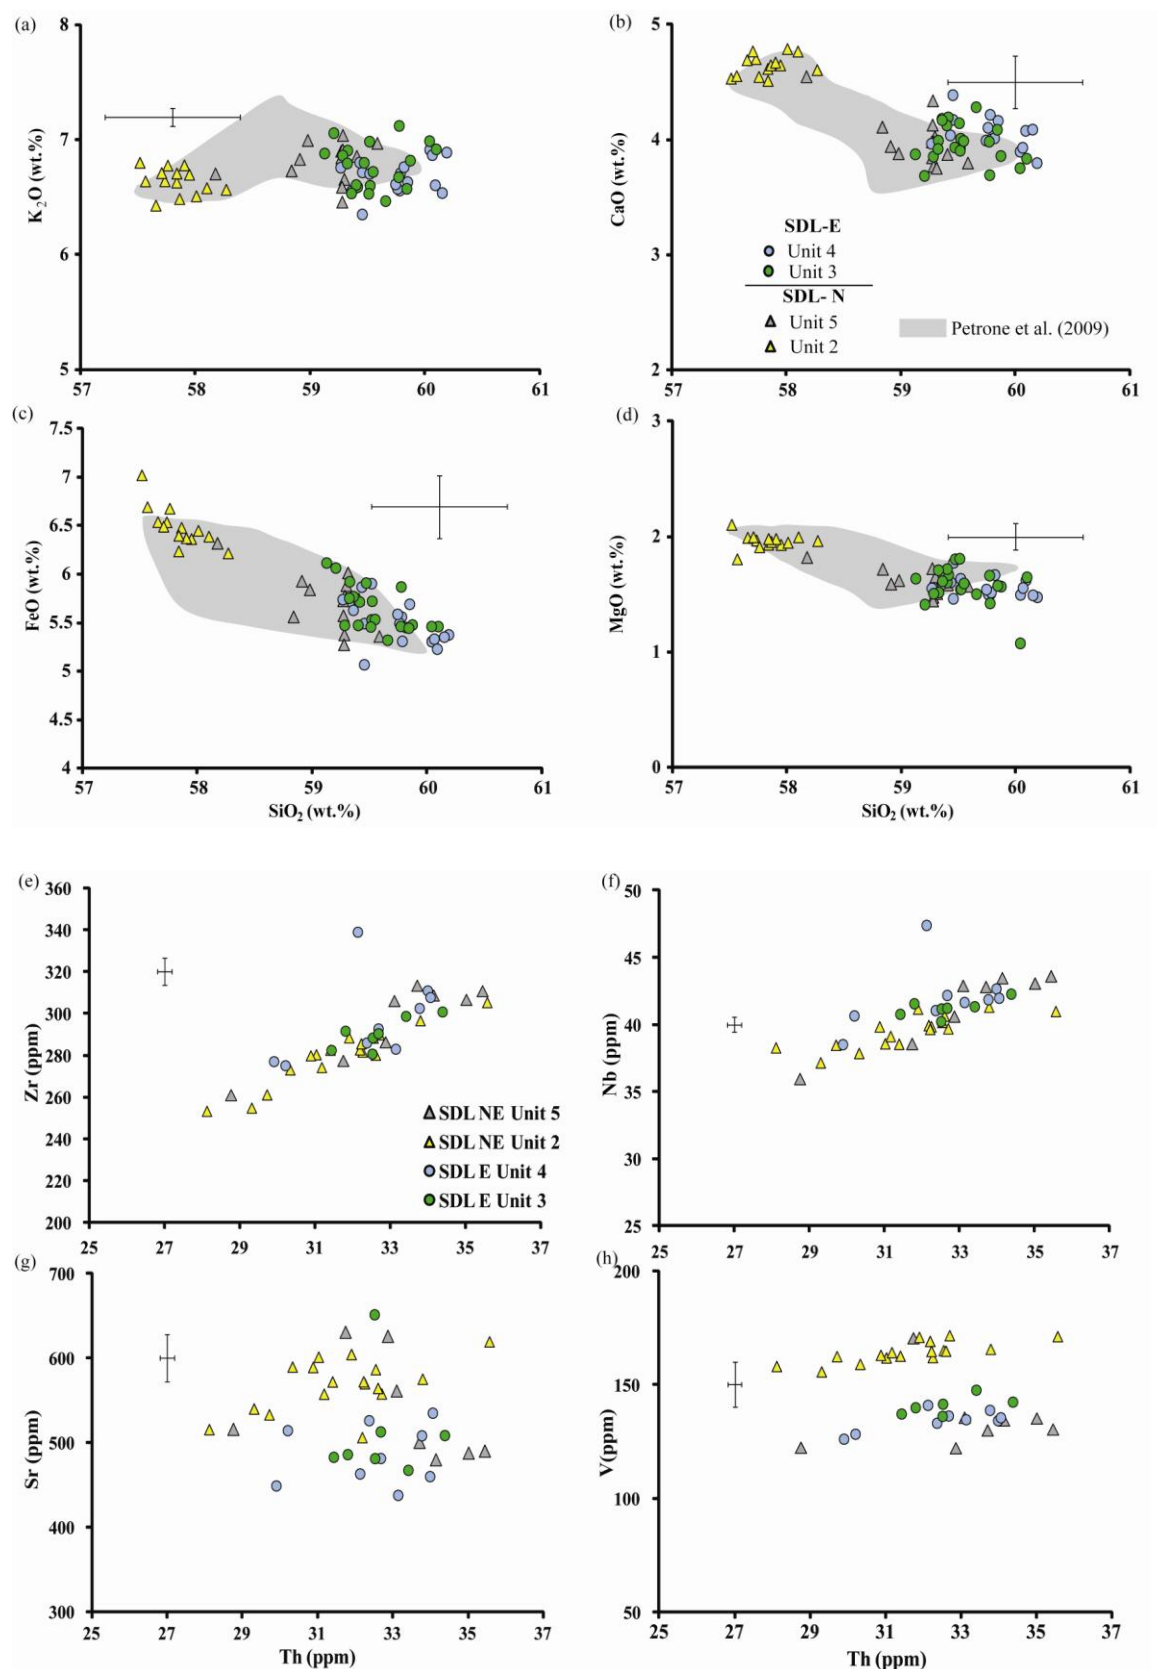 (a)
8
7
6
5
K₂O (wt.%)
57 58 59 60 61
(b)
5
4
3
2
CaO (wt.%)
SDL-E
Unit 4
Unit 3
SDL- N
Unit 5
Unit 2
Petrone et al. (2009)
57 58 59 60 61
(c)
7.5
7
6.5
6
5.5
5
4.5
4
FeO (wt.%)
57 58 59 60 61
SiO₂ (wt.%)
(d)
3
2
1
0
MgO (wt.%)
57 58 59 60 61
SiO₂ (wt.%)
(e)
360
340
320
300
280
260
240
220
200
Zr (ppm)
SDL NE Unit 5
SDL NE Unit 2
SDL E Unit 4
SDL E Unit 3
25 27 29 31 33 35 37
(f)
50
45
40
35
30
25
Nb (ppm)
25 27 29 31 33 35 37
(g)
700
600
500
400
300
Sr (ppm)
25 27 29 31 33 35 37
Th (ppm)
(h)
200
150
100
50
V(ppm)
25 27 29 31 33 35 37
Th (ppm)